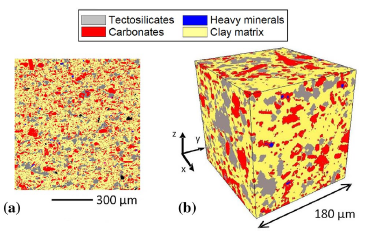 Tectosilicates Heavy minerals
Carbonates Clay matrix
z
y
x
300 µm
180 µm
(a) (b)